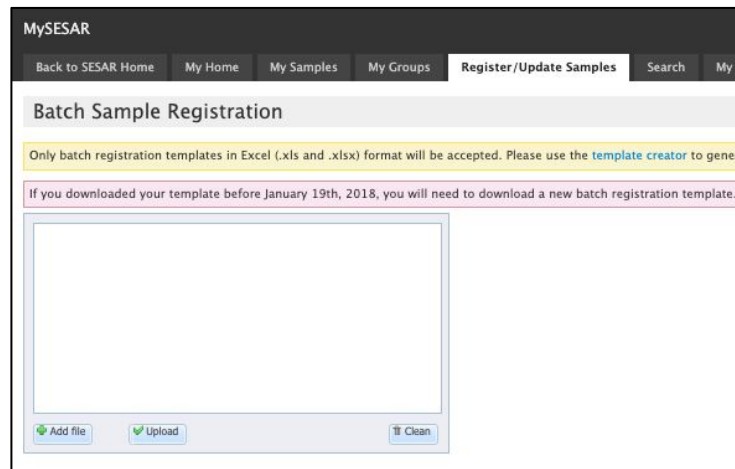 MySESAR
Back to SESAR Home My Home My Samples My Groups Register/Update Samples Search My
Batch Sample Registration
Only batch registration templates in Excel (.xls and .xlsx) format will be accepted. Please use the template creator to gene
If you downloaded your template before January 19th, 2018, you will need to download a new batch registration template.
Add file Upload Clean